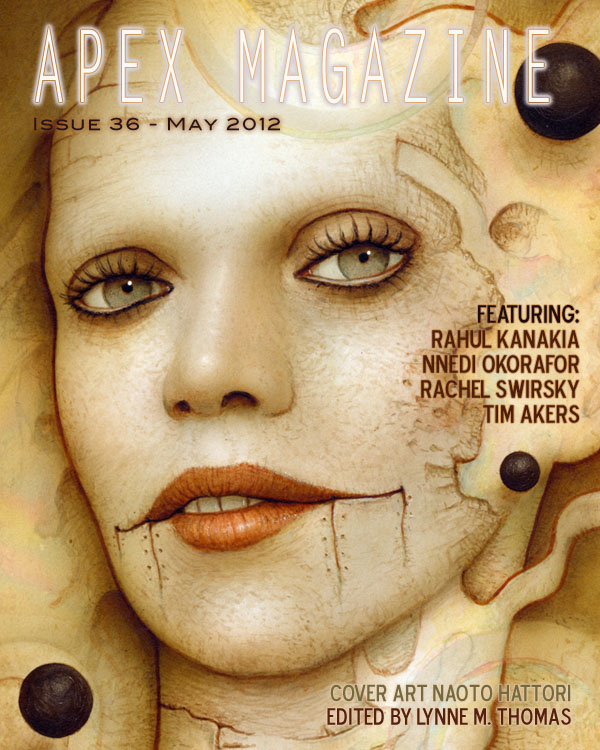 APEX MAGAZINE
ISSUE 36 - MAY 2012
FEATURING:
RAHUL KANAKIA
NNEDI OKORAFOR
RACHEL SWIRSKY
TIM AKERS
COVER ART NAOTO HATTORI
EDITED BY LYNNE M. THOMAS